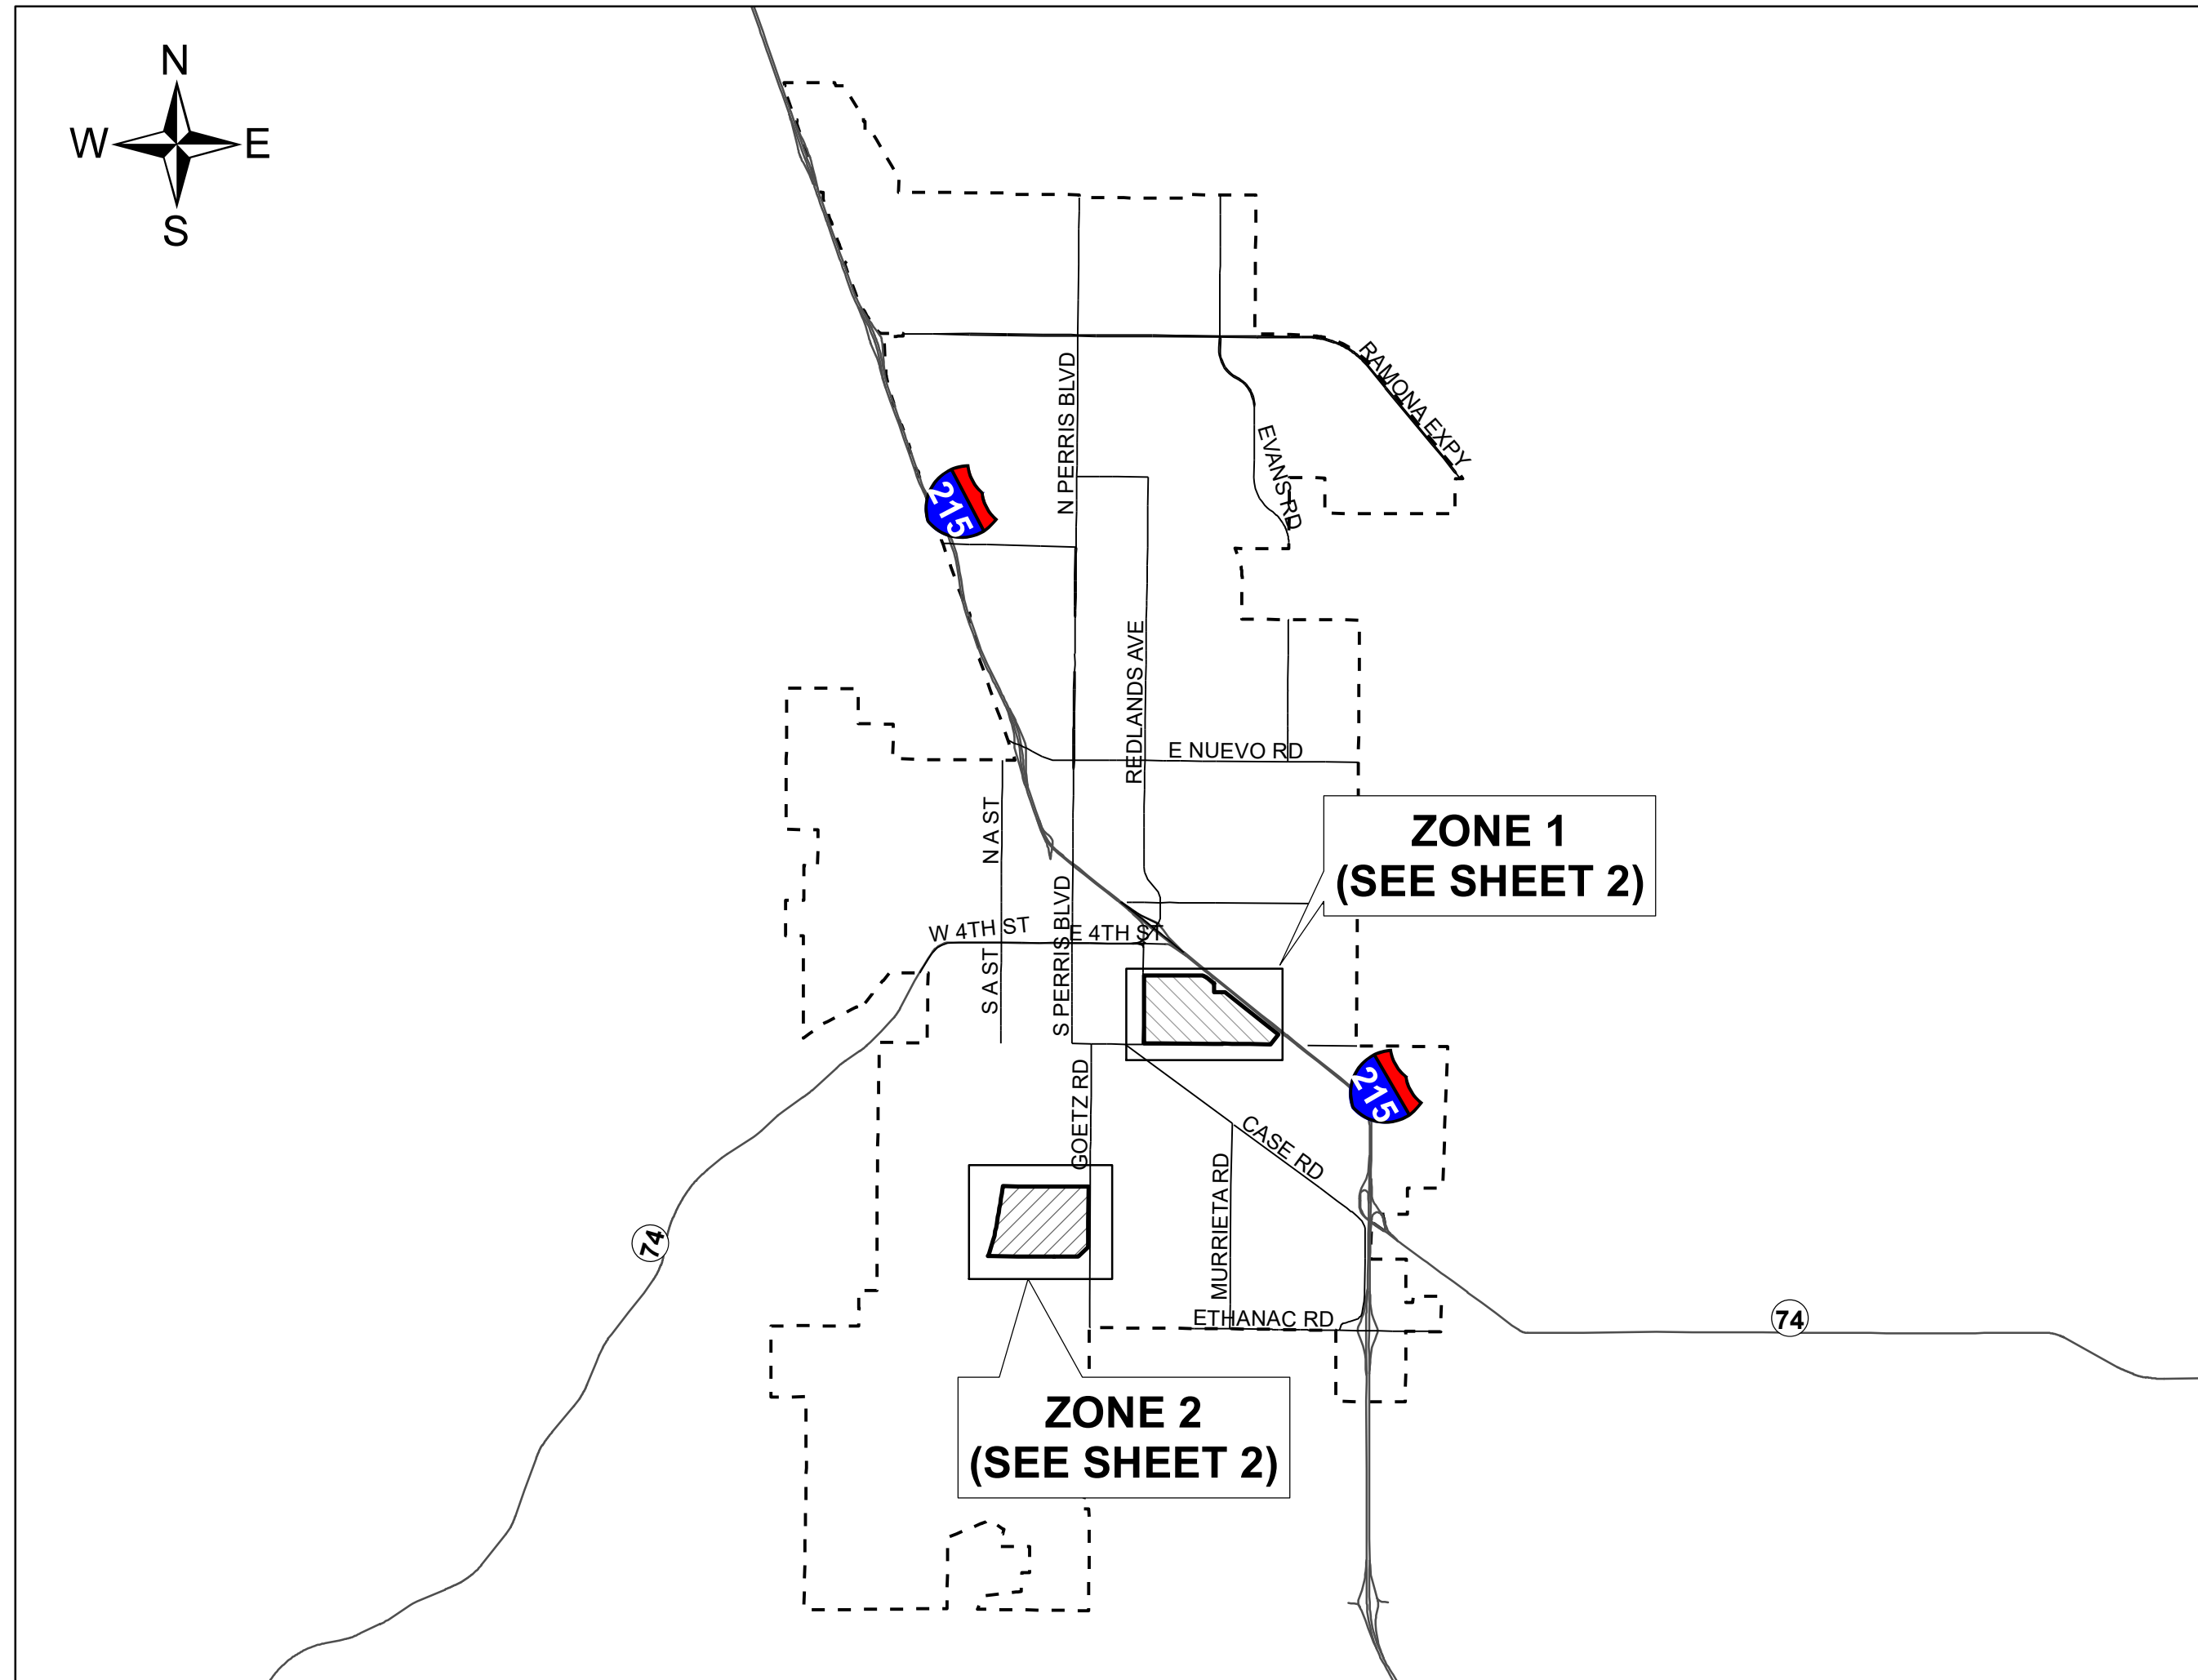 N
W E
S
RAMONA EXPY
N PERRIS BLVD
EVANS RD
215
REDLANDS AVE
E NUEVO RD
N A ST
ZONE 1
(SEE SHEET 2)
S PERRIS BLVD
W 4TH ST
E 4TH ST
S A ST
215
GOETZ RD
CASE RD
MURRIETA RD
74
ETHANAC RD
74
ZONE 2
(SEE SHEET 2)